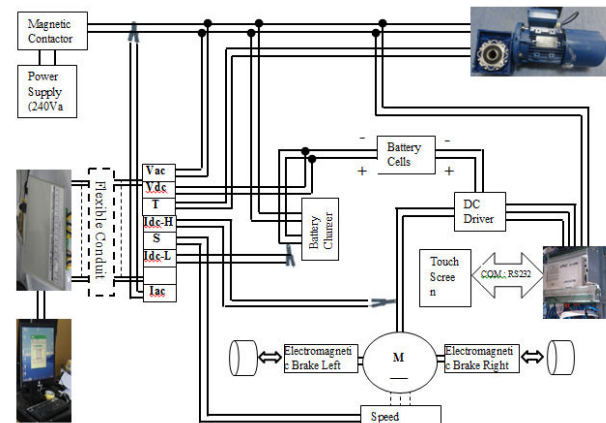 Magnetic
Contactor
Power
Supply
(240Va
Flexible Conduit
Vac
Vdc
T
Idc-H
S
Idc-L
Iac
Battery
Cells
-
-
+
+
Battery
Charger
DC
Driver
Touch
Scree
n
COM.: RS232
Electromagneti
c Brake Left
M
Electromagneti
c Brake Right
Speed